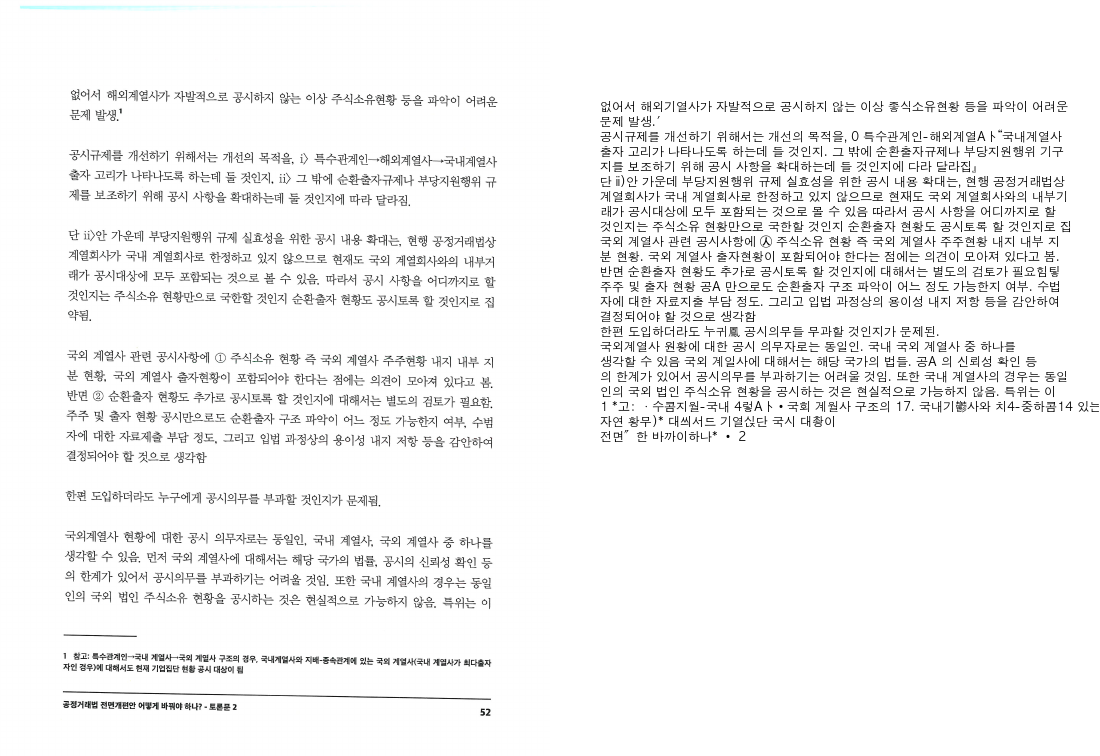 없어서 해외계열사가 자발적으로 공시하지 않는 이상 주식소유현황 등을 파악이 어려운
문제 발생.1
공시규제를 개선하기 위해서는 개선의 목적을, i) 특수관계인→해외계열사→국내계열사
출자 고리가 나타나도록 하는데 둘 것인지, ii) 그 밖에 순환출자규제나 부당지원행위 규
제를 보조하기 위해 공시 사항을 확대하는데 둘 것인지에 따라 달라짐.
단 ii)안 가운데 부당지원행위 규제 실효성을 위한 공시 내용 확대는, 현행 공정거래법상
계열회사가 국내 계열회사로 한정하고 있지 않으므로 현재도 국외 계열회사와의 내부거
래가 공시대상에 모두 포함되는 것으로 볼 수 있음. 따라서 공시 사항을 어디까지로 할
것인지는 주식소유 현황만으로 국한할 것인지 순환출자 현황도 공시토록 할 것인지로 집
약됨.
국외 계열사 관련 공시사항에 ① 주식소유 현황 즉 국외 계열사 주주현황 내지 내부 지
분 현황, 국외 계열사 출자현황이 포함되어야 한다는 점에는 의견이 모아져 있다고 봄.
반면 ② 순환출자 현황도 추가로 공시토록 할 것인지에 대해서는 별도의 검토가 필요함.
주주 및 출자 현황 공시만으로도 순환출자 구조 파악이 어느 정도 가능한지 여부, 수범
자에 대한 자료제출 부담 정도, 그리고 입법 과정상의 용이성 내지 저항 등을 감안하여
결정되어야 할 것으로 생각함
한편 도입하더라도 누구에게 공시의무를 부과할 것인지가 문제됨.
국외계열사 현황에 대한 공시 의무자로는 동일인, 국내 계열사, 국외 계열사 중 하나를
생각할 수 있음. 먼저 국외 계열사에 대해서는 해당 국가의 법률, 공시의 신뢰성 확인 등
의 한계가 있어서 공시의무를 부과하기는 어려울 것임. 또한 국내 계열사의 경우는 동일
인의 국외 법인 주식소유 현황을 공시하는 것은 현실적으로 가능하지 않음. 특위는 이
1 참고: 특수관계인→국내 계열사→국외 계열사 구조의 경우, 국내계열사와 지배-종속관계에 있는 국외 계열사(국내 계열사가 최다출자
자인 경우)에 대해서도 현재 기업집단 현황 공시 대상이 됨
공정거래법 전면개편안 어떻게 바꿔야 하나? - 토론문 2
52
없어서 해외기열사가 자발적으로 공시하지 않는 이상 좋식소유현황 등을 파악이 어려운
문제 발생.′
공시규제를 개선하기 위해서는 개선의 목적을, 0 특수관계인-해외계열Aㅏ“국내계열사
출자 고리가 나타나도록 하는데 들 것인지. 그 밖에 순환출자규제나 부당지원행위 기구
지를 보조하기 위해 공시 사항을 확대하는데 들 것인지에 다라 달라집』
단 ⅱ)안 가운데 부당지원행위 규제 실효성을 위한 공시 내용 확대는, 현행 공정거래법상
계열회사가 국내 계열회사로 한정하고 있지 않으므로 현재도 국외 계열회사와의 내부기
래가 공시대상에 모두 포함되는 것으로 볼 수 있음 따라서 공시 사항을 어디까지로 할
것인지는 주식소유 현황만으로 국한할 것인지 순환출자 현황도 공시토록 할 것인지로 집
국외 계열사 관련 공시사항에 ㉦ 주식소유 현황 즉 국외 계열사 주주현황 내지 내부 지
분 현황. 국외 계열사 출자현황이 포함되어야 한다는 점에는 의견이 모아져 있다고 봄.
반면 순환출자 현황도 추가로 공시토록 할 것인지에 대해서는 별도의 검토가 필요힘틯
주주 및 출자 현황 공A 만으로도 순환출자 구조 파악이 어느 정도 가능한지 여부. 수법
자에 대한 자료지출 부담 정도. 그리고 입법 과정상의 용이성 내지 저항 등을 감안하여
결정되어야 할 것으로 생각함
한편 도입하더라도 누귀鳳 공시의무들 무과할 것인지가 문제된.
국외계열사 원황에 대한 공시 의무자로는 동일인. 국내 국외 계열사 중 하나를
생각할 수 있음 국외 계일사에 대해서는 해당 국가의 법들. 공A 의 신뢰성 확인 등
의 한계가 있어서 공시의무를 부과하기는 어려울 것임. 또한 국내 계열사의 경우는 동일
인의 국외 법인 주식소유 현황을 공시하는 것은 현실적으로 가능하지 않음. 특위는 이
1 *고: ·수콤지월-국내 4렇Aㅏ•국희 계월사 구조의 17. 국내기鬱사와 치4-중하콤14 있는
자연 황무)* 대씌서드 기열싢단 국시 대촹이
전면″한 바까이하나* • 2